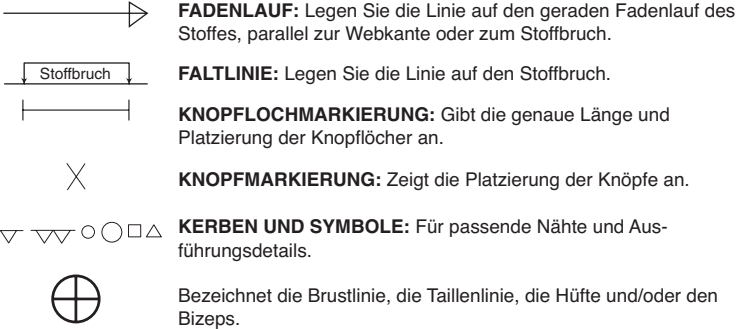 FADENLAUF: Legen Sie die Linie auf den geraden Fadenlauf des
Stoffes, parallel zur Webkante oder zum Stoffbruch.
Stoffbruch
FALTLINIE: Legen Sie die Linie auf den Stoffbruch.
KNOPFLOCHMARKIERUNG: Gibt die genaue Länge und
Platzierung der Knopflöcher an.
KNOPFMARKIERUNG: Zeigt die Platzierung der Knöpfe an.
KERBEN UND SYMBOLE: Für passende Nähte und Aus-
führungsdetails.
Bezeichnet die Brustlinie, die Taillenlinie, die Hüfte und/oder den
Bizeps.